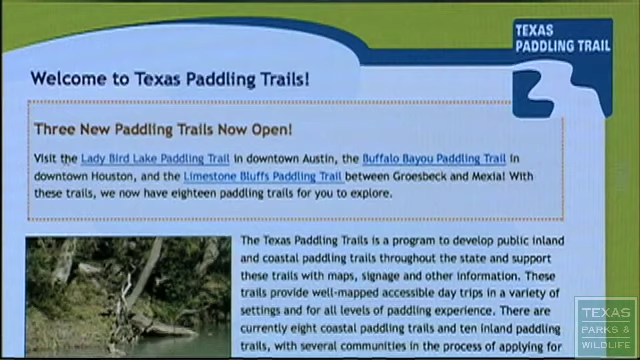 TEXAS
PADDLING TRAIL
Welcome to Texas Paddling Trails!
Three New Paddling Trails Now Open!
Visit the Lady Bird Lake Paddling Trail in downtown Austin, the Buffalo Bayou Paddling Trail in
downtown Houston, and the Limestone Bluffs Paddling Trail between Groesbeck and Mexia! With
these trails, we now have eighteen paddling trails for you to explore.
The Texas Paddling Trails is a program to develop public inland
and coastal paddling trails throughout the state and support
these trails with maps, signage and other information. These
trails provide well-mapped accessible day trips in a variety of
settings and for all levels of paddling experience. There are
currently eight coastal paddling trails and ten inland paddling
trails, with several communities in the process of applying for
TEXAS
PARKS &
WILDLIFE